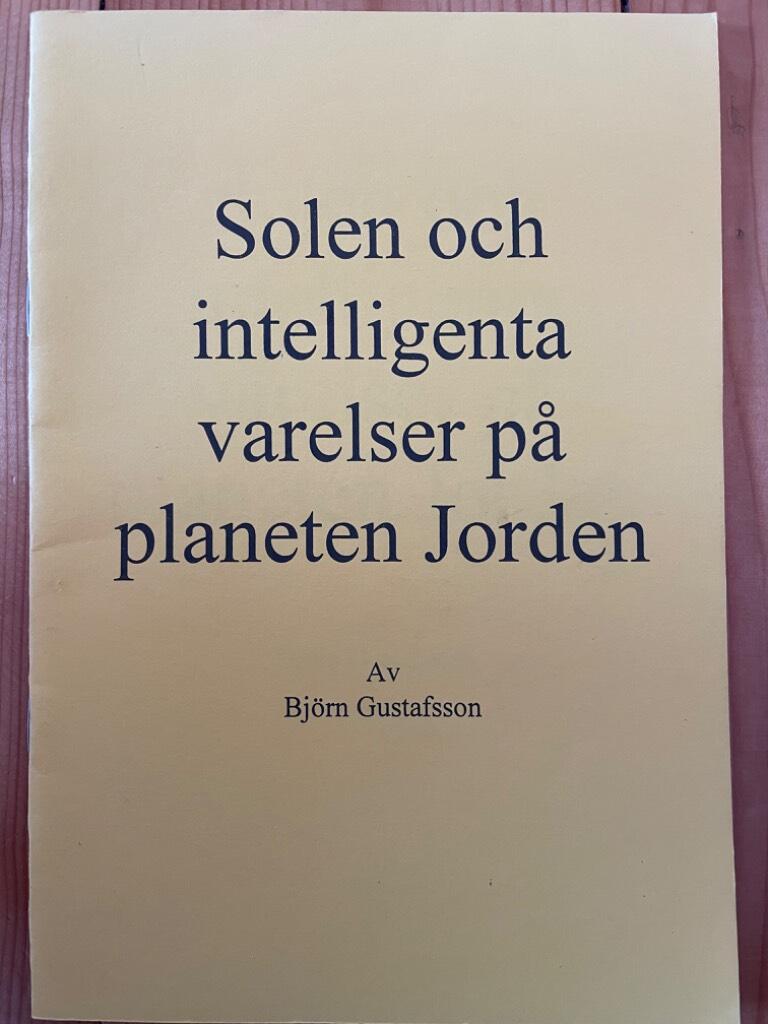 Solen och
intelligenta
varelser på
planeten Jorden
Av
Björn Gustafsson